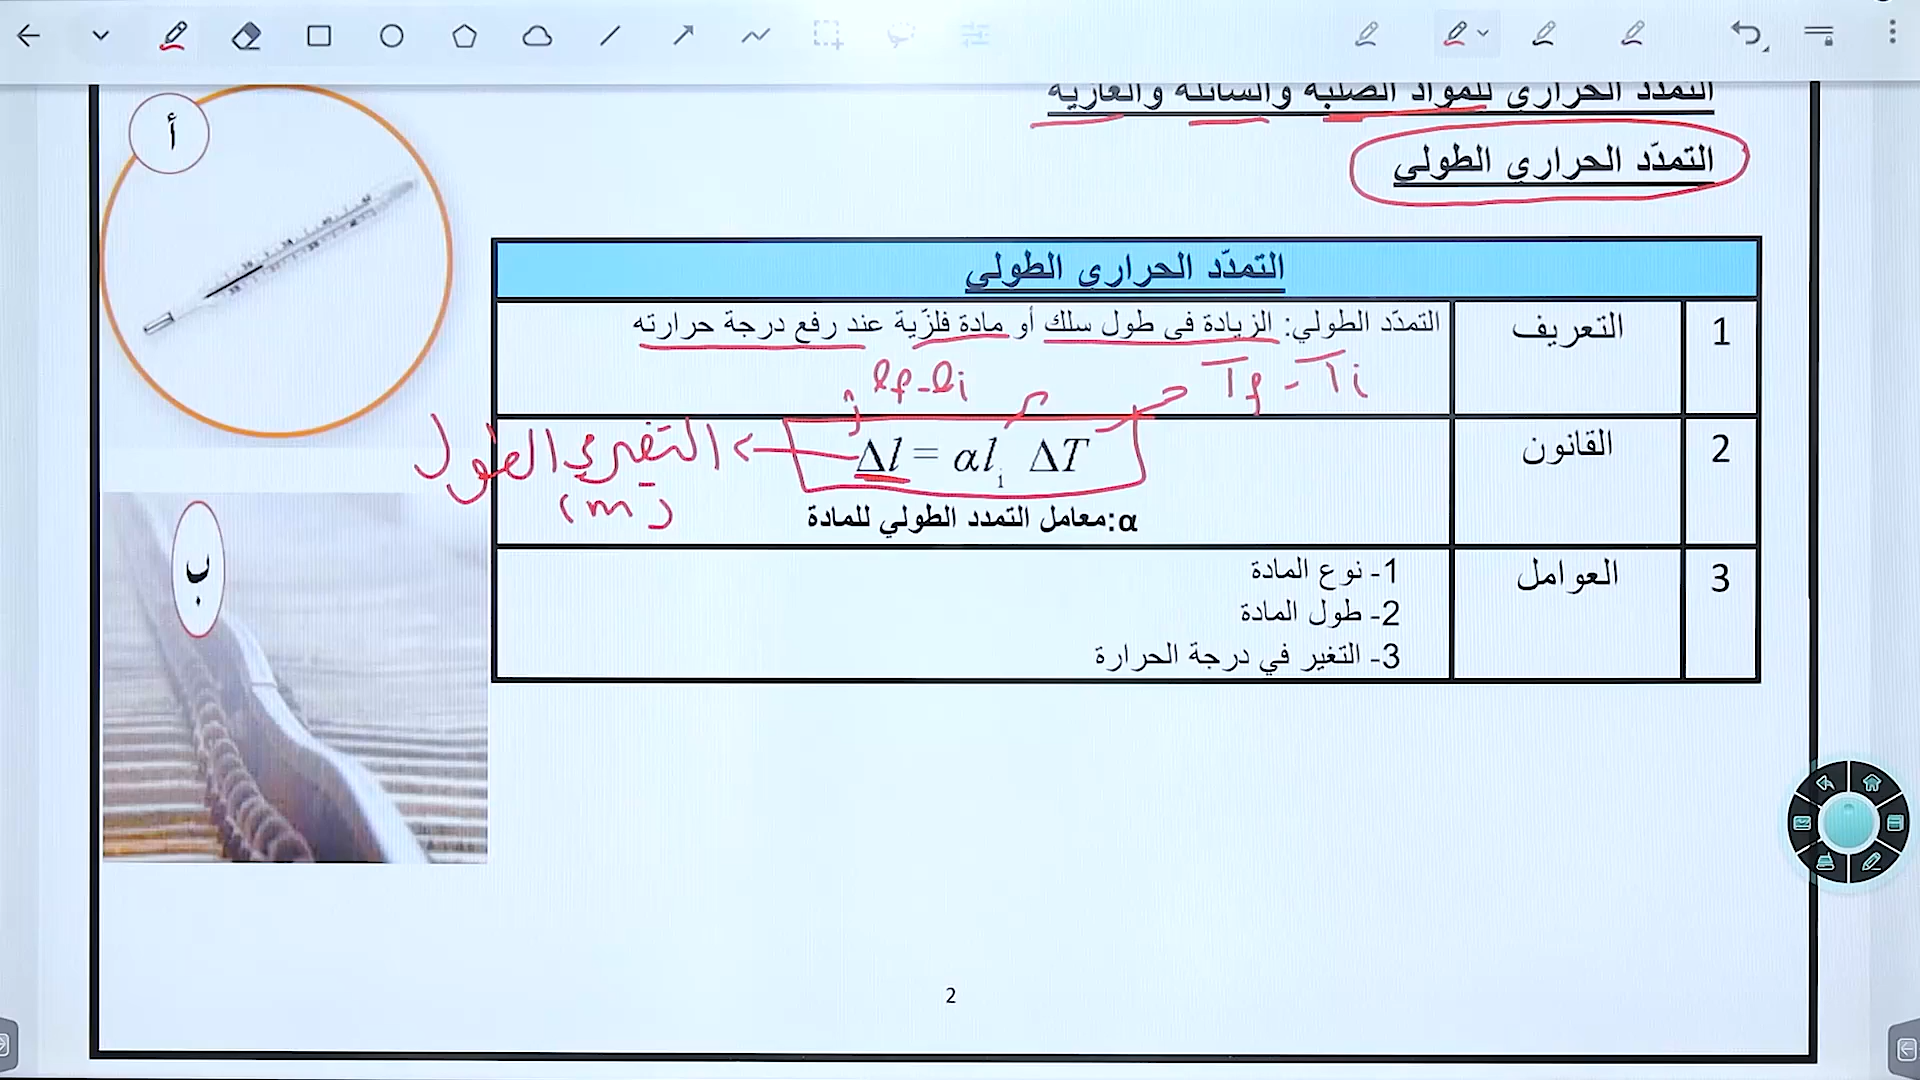 التمدّد الحراري للمواد الصلبة والسائلة والغازية
التمدّد الحراري الطولي
أ
التمدّد الحراري الطولي
1 التعريف التمدّد الطولي: الزيادة في طول سلك أو مادة فلزّية عند رفع درجة حرارته
lf-li Tf - Ti
2 القانون Δl = αlᵢ ΔT
التغير في الطول
(m)
α:معامل التمدد الطولي للمادة
3 العوامل 1- نوع المادة
2- طول المادة
3- التغير في درجة الحرارة
ب
2